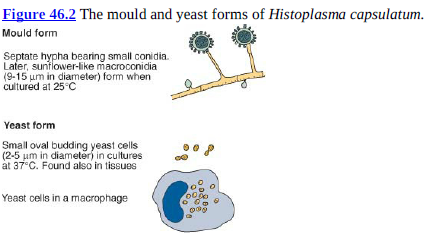 Figure 46.2 The mould and yeast forms of Histoplasma capsulatum.
Mould form
Septate hypha bearing small conidia.
Later, sunflower-like macroconidia
(9-15 µm in diameter) form when
cultured at 25°C
Yeast form
Small oval budding yeast cells
(2-5 µm in diameter) in cultures
at 37°C. Found also in tissues
Yeast cells in a macrophage